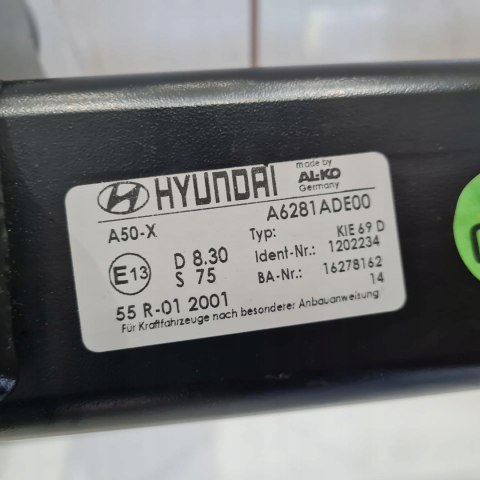 HYUNDAI made by AL-KO Germany
A50-X A6281ADE00
Typ: KIE 69 D
E13 D 8.30 Ident-Nr.: 1202234
S 75 BA-Nr.: 16278162
55 R-01 2001 14
Für Kraftfahrzeuge nach besonderer Anbauanweisung